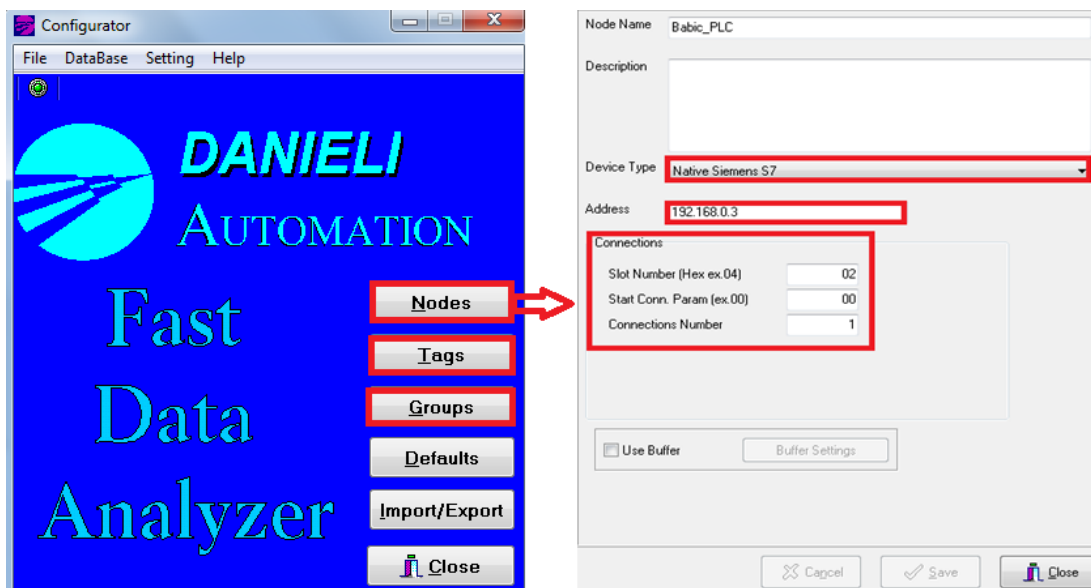 Configurator
File DataBase Setting Help
DANIELI
AUTOMATION
Fast
Data
Analyzer
Nodes
Tags
Groups
Defaults
Import/Export
Close
Node Name Babic_PLC
Description
Device Type Native Siemens S7
Address 192.168.0.3
Connections
Slot Number (Hex ex.04) 02
Start Conn. Param (ex.00) 00
Connections Number 1
Use Buffer Buffer Settings
Cancel Save Close